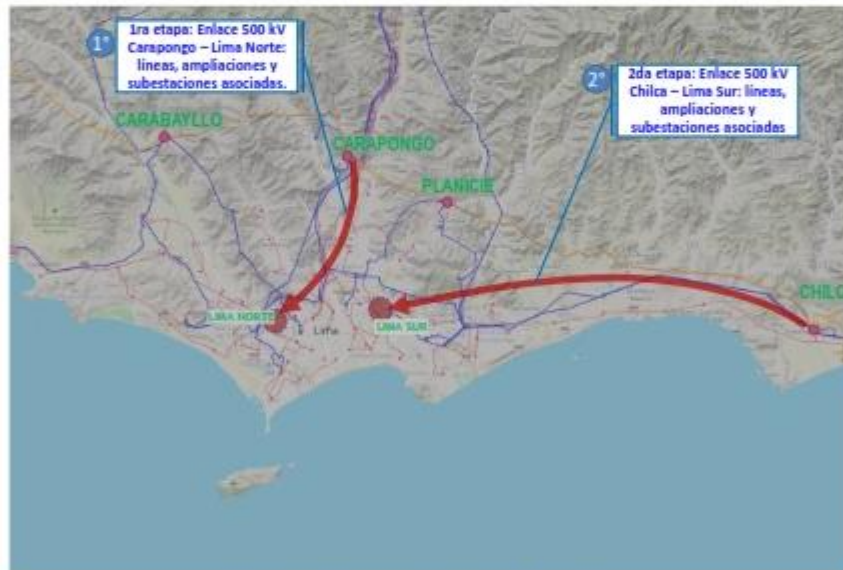 1°
1ra etapa: Enlace 500 kV
Carapongo – Lima Norte:
líneas, ampliaciones y
subestaciones asociadas.
2°
2da etapa: Enlace 500 kV
Chilca – Lima Sur: líneas,
ampliaciones y
subestaciones asociadas
CARABAYLLO
CARAPONGO
PLANICIE
CHILC
LIMA NORTE
Lima
LIMA SUR